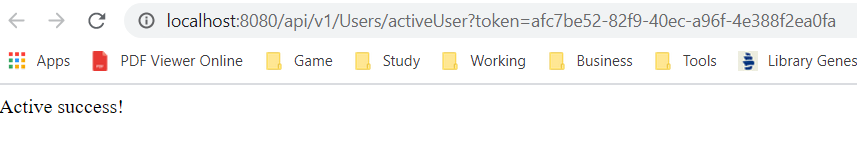 localhost:8080/api/v1/Users/activeUser?token=afc7be52-82f9-40ec-a96f-4e388f2ea0fa
Apps PDF Viewer Online Game Study Working Business Tools Library Genes
Active success!